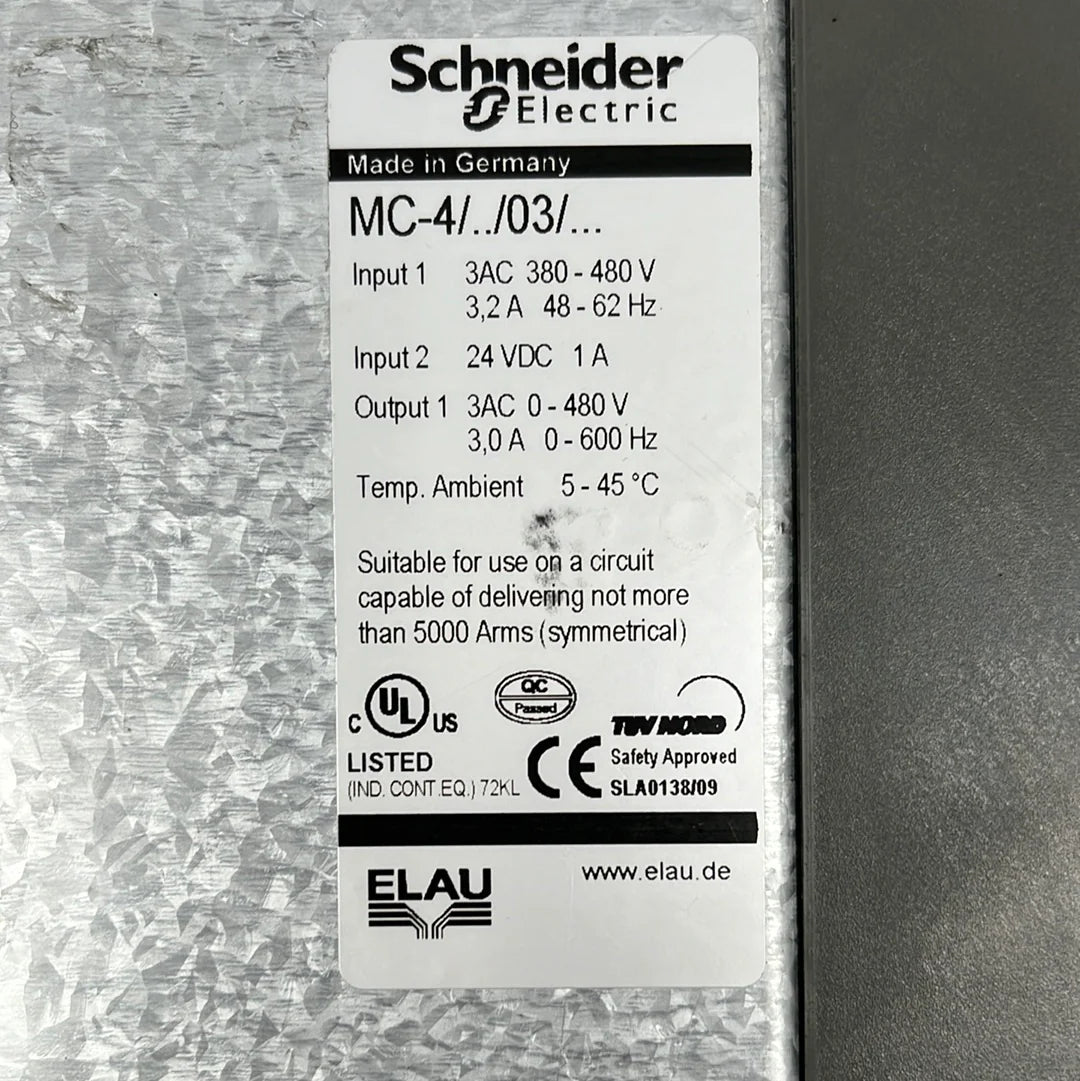 Schneider
Electric
Made in Germany
MC-4/../03/...
Input 1 3AC 380 - 480 V
3,2 A 48 - 62 Hz
Input 2 24 VDC 1 A
Output 1 3AC 0 - 480 V
3,0 A 0 - 600 Hz
Temp. Ambient 5 - 45 °C
Suitable for use on a circuit
capable of delivering not more
than 5000 Arms (symmetrical)
C UL US
LISTED
(IND. CONT.EQ.) 72KL
QC
Passed
CE
TÜV NORD
Safety Approved
SLA0138/09
ELAU
www.elau.de